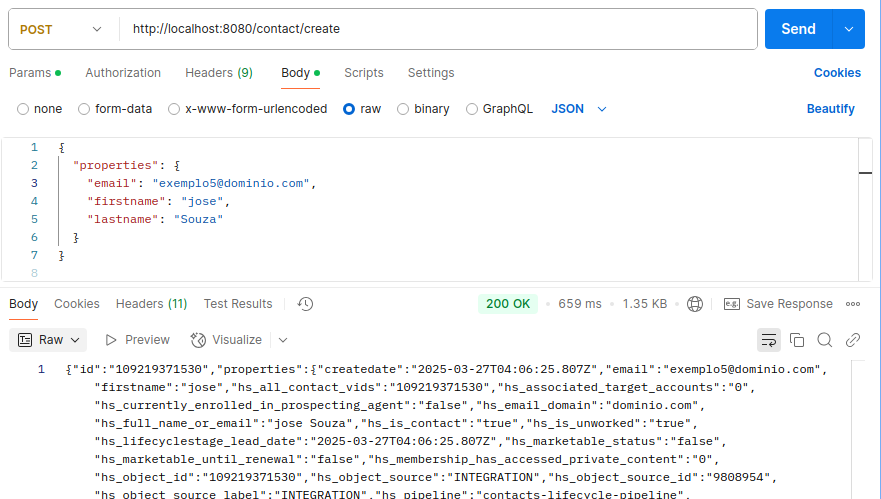 POST http://localhost:8080/contact/create Send
Params Authorization Headers (9) Body Scripts Settings Cookies
none form-data x-www-form-urlencoded raw binary GraphQL JSON Beautify
1 {
2 "properties": {
3 "email": "exemplo5@dominio.com",
4 "firstname": "jose",
5 "lastname": "Souza"
6 }
7 }
8
Body Cookies Headers (11) Test Results 200 OK 659 ms 1.35 KB e.g. Save Response
Raw Preview Visualize
1 {"id":"109219371530","properties":{"createdate":"2025-03-27T04:06:25.807Z","email":"exemplo5@dominio.com",
"firstname":"jose","hs_all_contact_vids":"109219371530","hs_associated_target_accounts":"0",
"hs_currently_enrolled_in_prospecting_agent":"false","hs_email_domain":"dominio.com",
"hs_full_name_or_email":"jose Souza","hs_is_contact":"true","hs_is_unworked":"true",
"hs_lifecyclestage_lead_date":"2025-03-27T04:06:25.807Z","hs_marketable_status":"false",
"hs_marketable_until_renewal":"false","hs_membership_has_accessed_private_content":"0",
"hs_object_id":"109219371530","hs_object_source":"INTEGRATION","hs_object_source_id":"9808954",
"hs_object_source_label":"INTEGRATION","hs_pipeline":"contacts-lifecycle-pipeline",